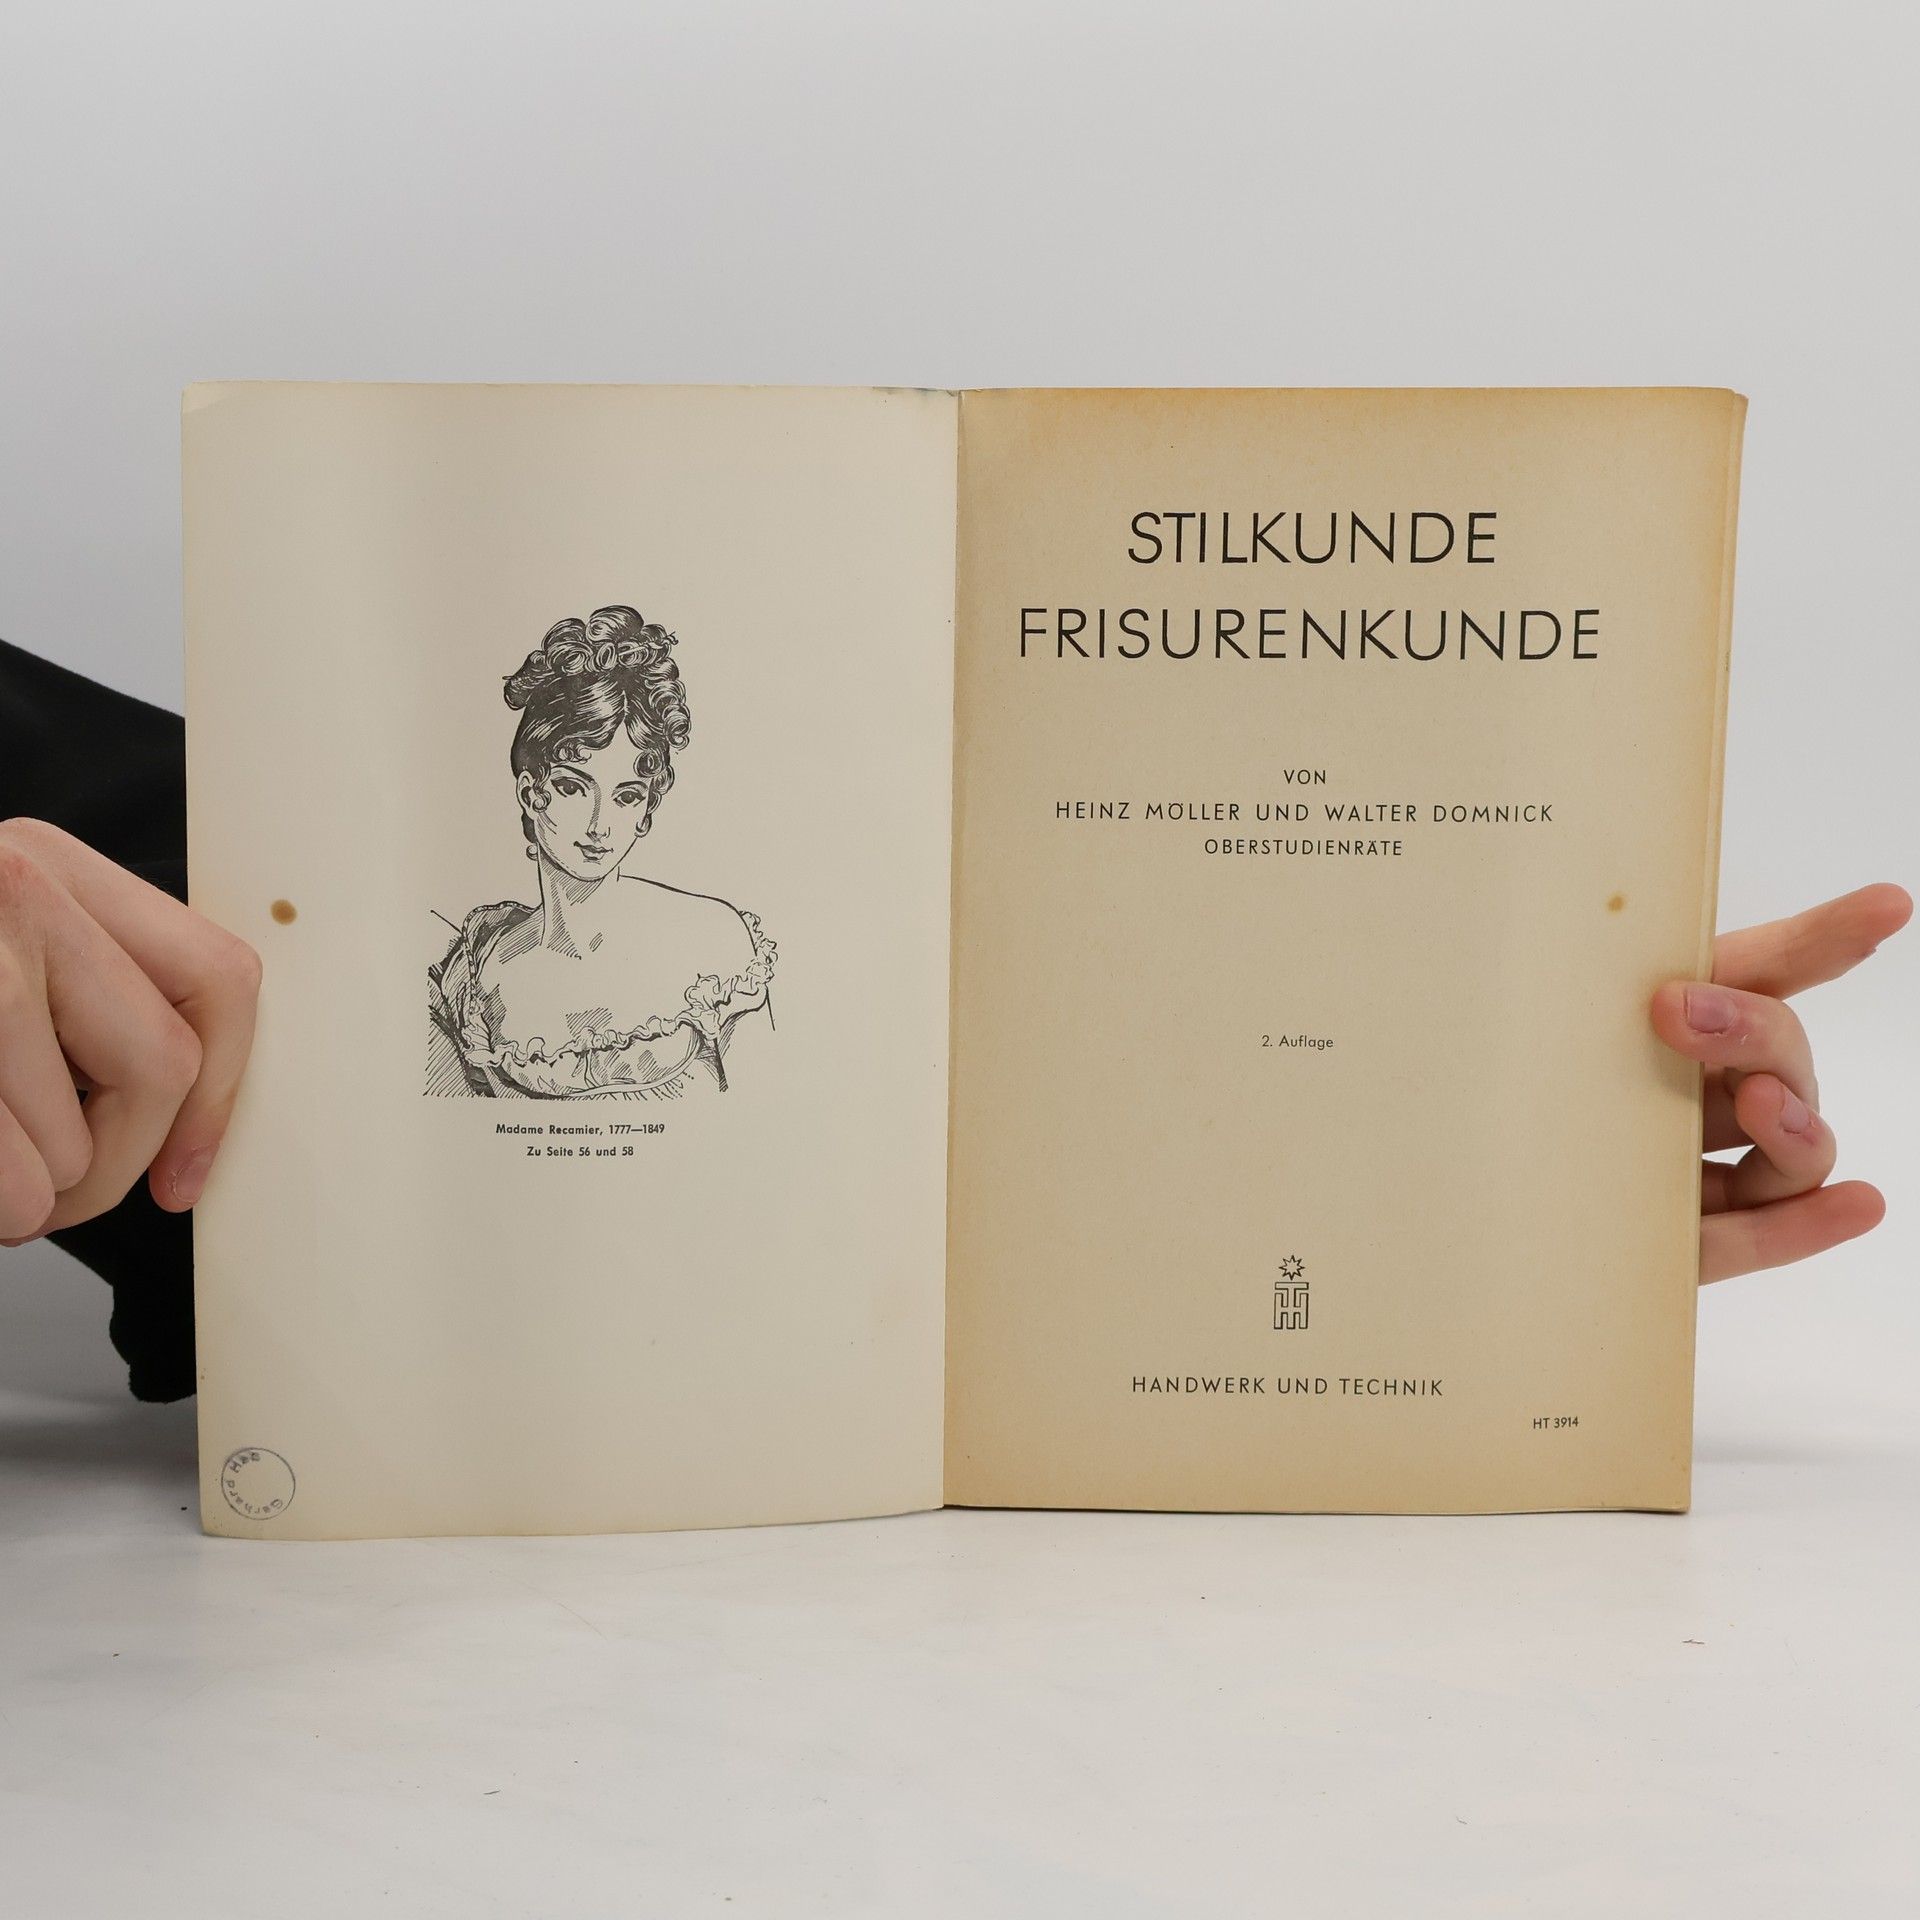 Madame Recamier, 1777—1849
Zu Seite 56 und 58
Gerhard
STILKUNDE
FRISURENKUNDE
VON
HEINZ MÖLLER UND WALTER DOMNICK
OBERSTUDIENRÄTE
2. Auflage
HANDWERK UND TECHNIK
HT 3914